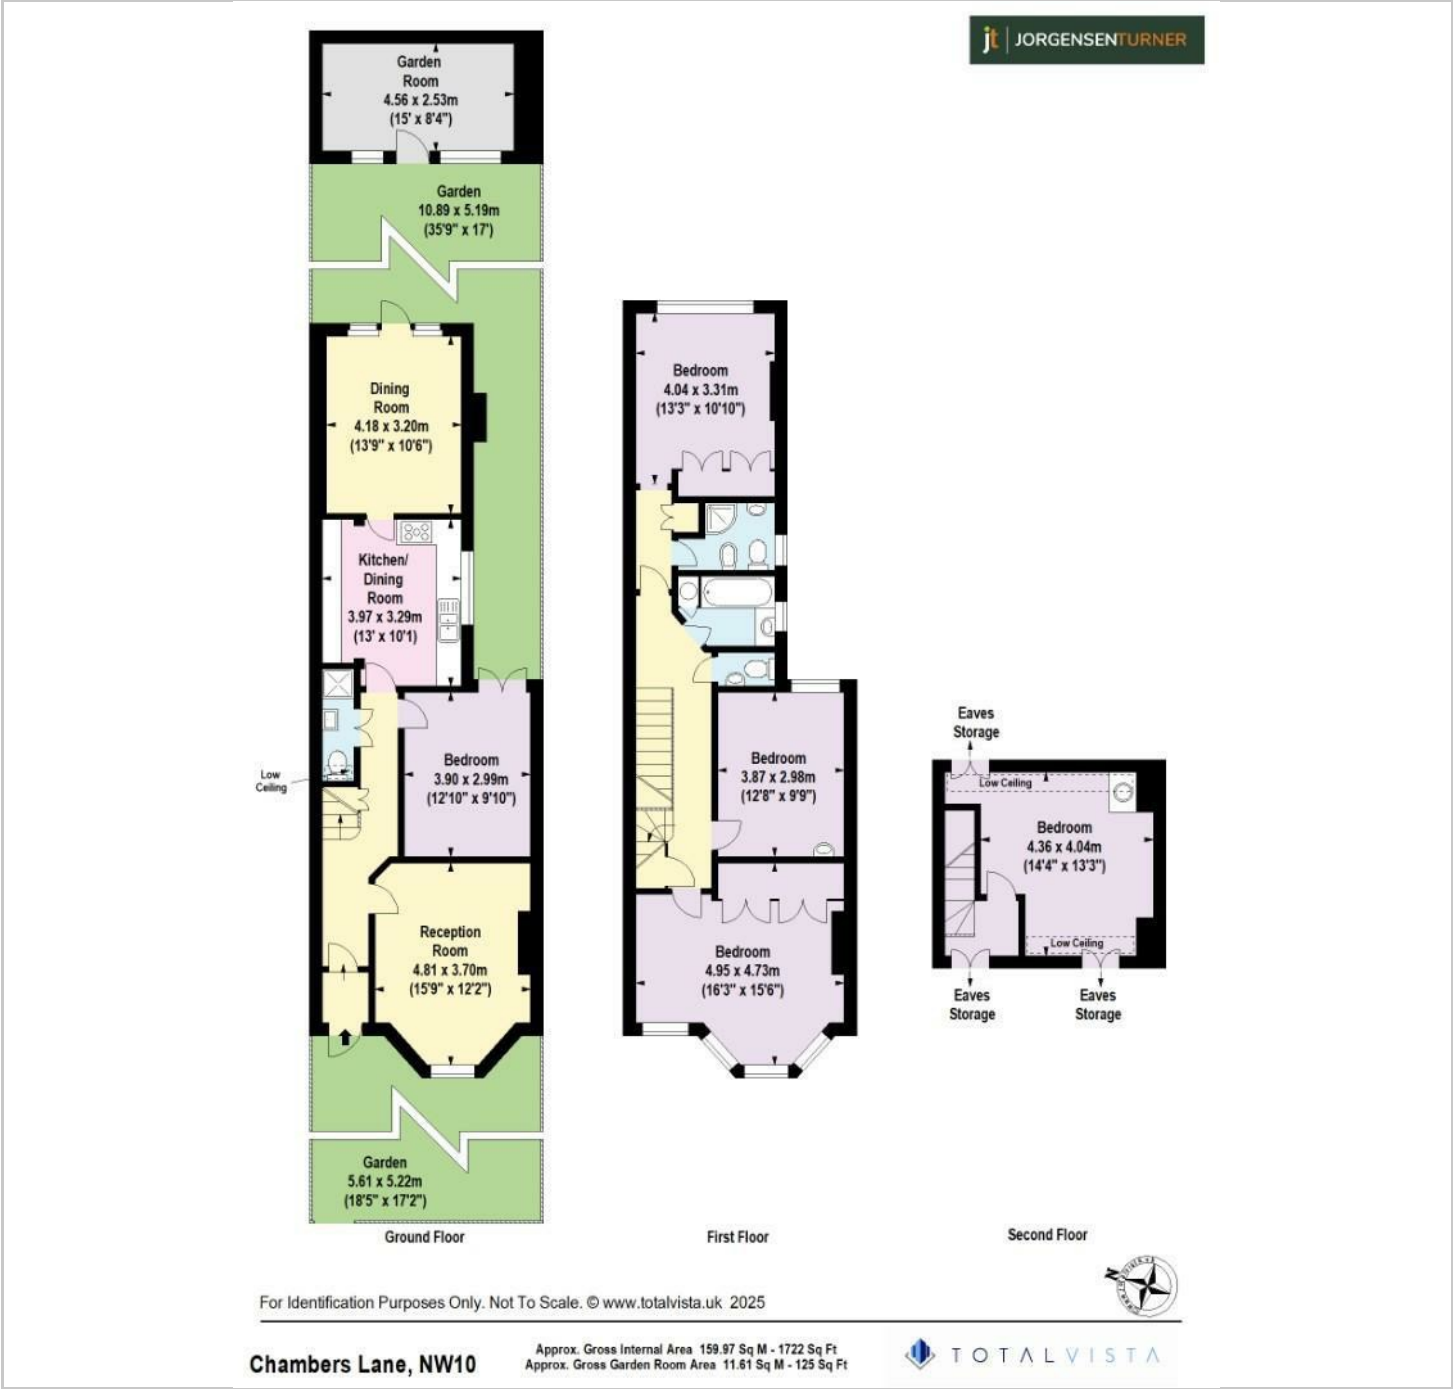 jt JORGENSENTURNER
Garden
Room
4.56 x 2.53m
(15' x 8'4")
Garden
10.89 x 5.19m
(35'9" x 17')
Dining
Room
4.18 x 3.20m
(13'9" x 10'6")
Kitchen/
Dining
Room
3.97 x 3.29m
(13' x 10'1)
Low
Ceiling
Bedroom
3.90 x 2.99m
(12'10" x 9'10")
Reception
Room
4.81 x 3.70m
(15'9" x 12'2")
Garden
5.61 x 5.22m
(18'5" x 17'2")
Ground Floor
Bedroom
4.04 x 3.31m
(13'3" x 10'10")
Bedroom
3.87 x 2.98m
(12'8" x 9'9")
Bedroom
4.95 x 4.73m
(16'3" x 15'6")
First Floor
Eaves
Storage
Low Ceiling
Bedroom
4.36 x 4.04m
(14'4" x 13'3")
Low Ceiling
Eaves
Storage
Eaves
Storage
Second Floor
N
For Identification Purposes Only. Not To Scale. © www.totalvista.uk 2025
Chambers Lane, NW10
Approx. Gross Internal Area 159.97 Sq M - 1722 Sq Ft
Approx. Gross Garden Room Area 11.61 Sq M - 125 Sq Ft
TOTALVISTA